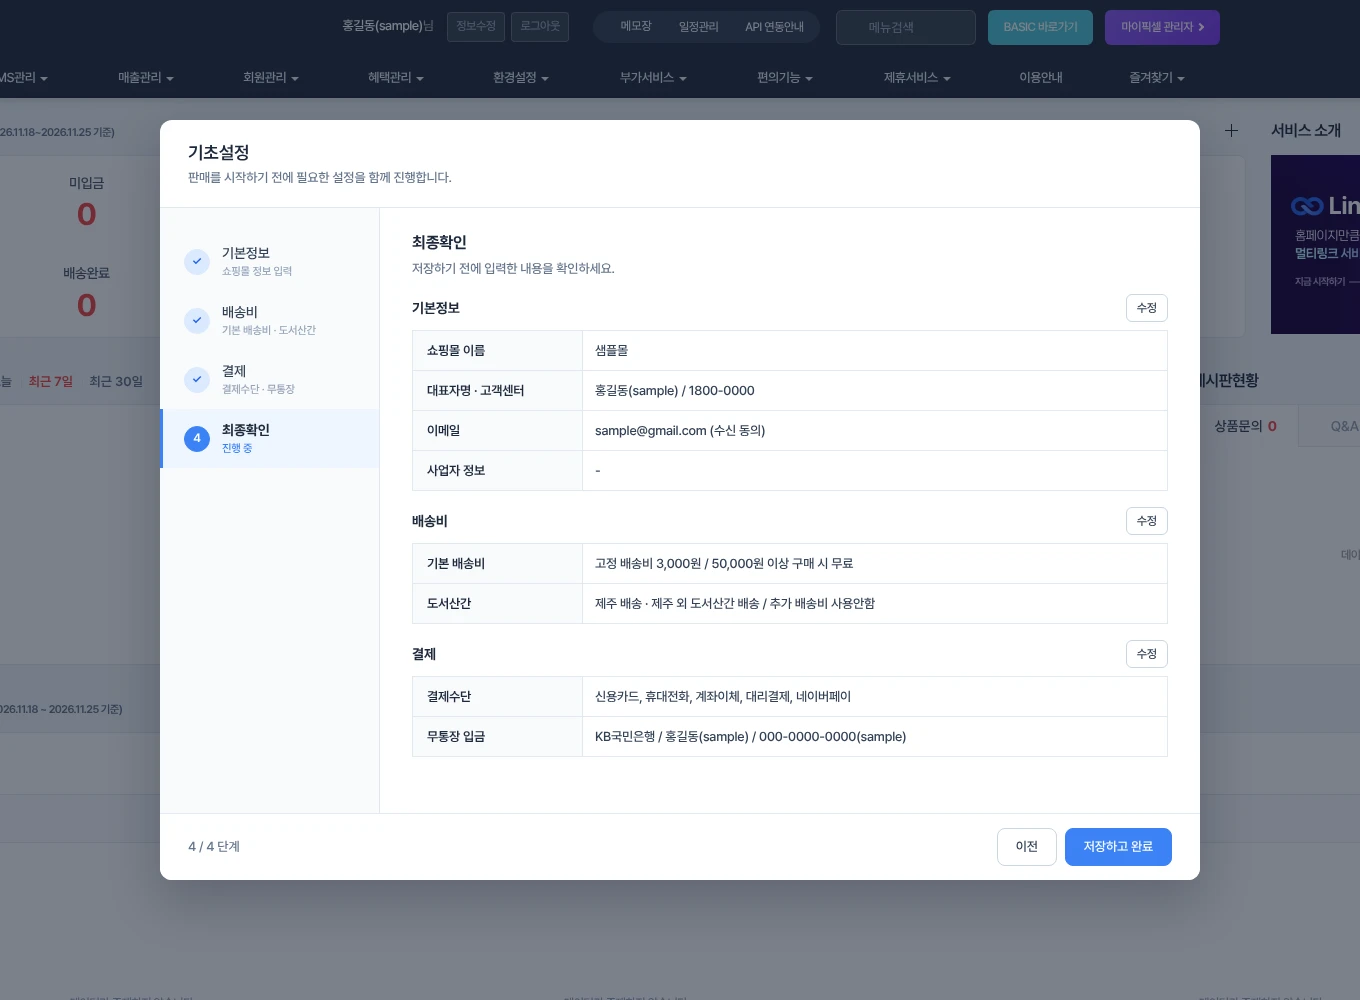 홍길동(sample)님 정보수정 로그아웃 메모장 일정관리 API 연동안내 메뉴검색 BASIC 바로가기 마이픽셀 관리자
MS관리 매출관리 회원관리 혜택관리 환경설정 부가서비스 편의기능 제휴서비스 이용안내 즐겨찾기
26.11.18~2026.11.25 기준)
미입금
0
배송완료
0
최근 7일 최근 30일
026.11.18 ~ 2026.11.25 기준)
기초설정
판매를 시작하기 전에 필요한 설정을 함께 진행합니다.
기본정보
쇼핑몰 정보 입력
배송비
기본 배송비 · 도서산간
결제
결제수단 · 무통장
4 최종확인
진행 중
최종확인
저장하기 전에 입력한 내용을 확인하세요.
기본정보 수정
쇼핑몰 이름 샘플몰
대표자명 · 고객센터 홍길동(sample) / 1800-0000
이메일 sample@gmail.com (수신 동의)
사업자 정보 -
배송비 수정
기본 배송비 고정 배송비 3,000원 / 50,000원 이상 구매 시 무료
도서산간 제주 배송 · 제주 외 도서산간 배송 / 추가 배송비 사용안함
결제 수정
결제수단 신용카드, 휴대전화, 계좌이체, 대리결제, 네이버페이
무통장 입금 KB국민은행 / 홍길동(sample) / 000-0000-0000(sample)
4 / 4 단계 이전 저장하고 완료
서비스 소개
Lin
홈페이지만큼
멀티링크 서비
지금 시작하기
게시판현황
상품문의 0 Q&A
데이